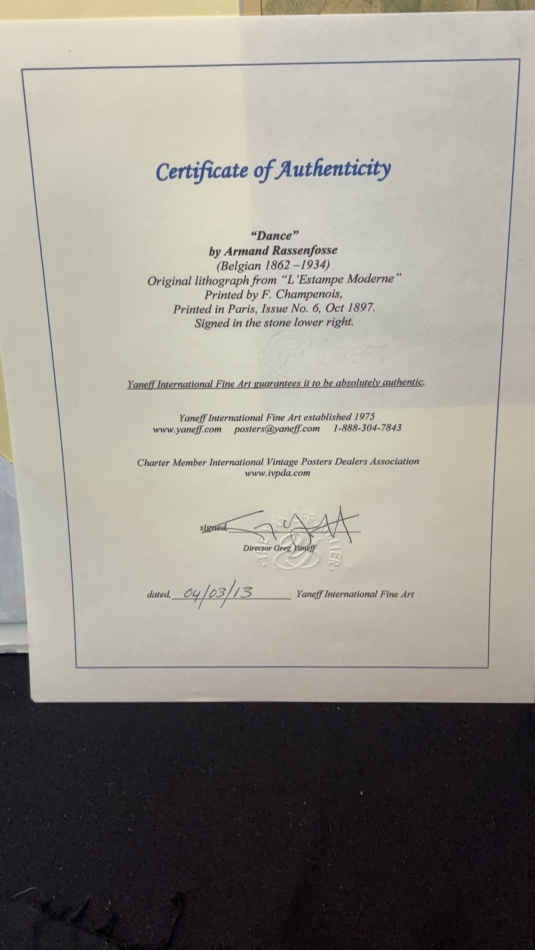 Certificate of Authenticity
“Dance”
by Armand Rassenfosse
(Belgian 1862 –1934)
Original lithograph from “L’Estampe Moderne”
Printed by F. Champenois,
Printed in Paris, Issue No. 6, Oct 1897.
Signed in the stone lower right.
Yaneff International Fine Art guarantees it to be absolutely authentic.
Yaneff International Fine Art established 1975
www.yaneff.com posters@yaneff.com 1-888-304-7843
Charter Member International Vintage Posters Dealers Association
www.ivpda.com
signed
Director Greg Yaneff
dated, 04/03/13 Yaneff International Fine Art